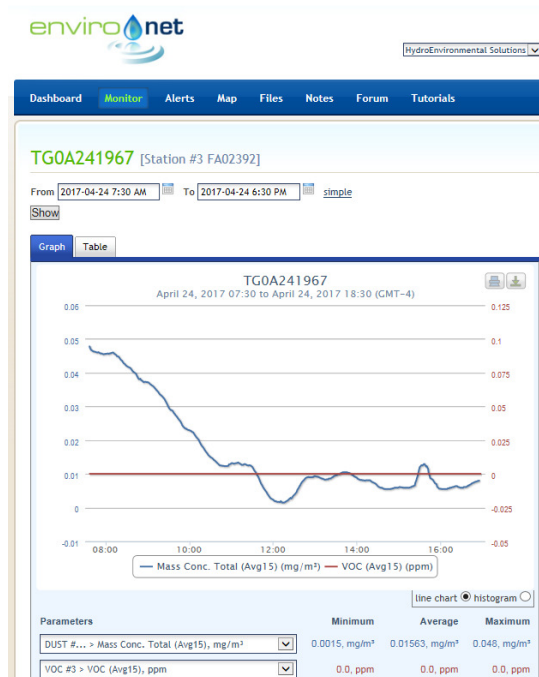 enviro net
HydroEnvironmental Solutions
Dashboard Monitor Alerts Map Files Notes Forum Tutorials
TG0A241967 [Station #3 FA02392]
From 2017-04-24 7:30 AM To 2017-04-24 6:30 PM simple
Show
Graph Table
TG0A241967
April 24, 2017 07:30 to April 24, 2017 18:30 (GMT-4)
0.06 0.125
0.05 0.1
0.04 0.075
0.03 0.05
0.02 0.025
0.01 0
0 -0.025
-0.01 -0.05
08:00 10:00 12:00 14:00 16:00
Mass Conc. Total (Avg15) (mg/m³) VOC (Avg15) (ppm)
line chart histogram
Parameters Minimum Average Maximum
DUST #... > Mass Conc. Total (Avg15), mg/m³ 0.0015, mg/m³ 0.01563, mg/m³ 0.048, mg/m³
VOC #3 > VOC (Avg15), ppm 0.0, ppm 0.0, ppm 0.0, ppm